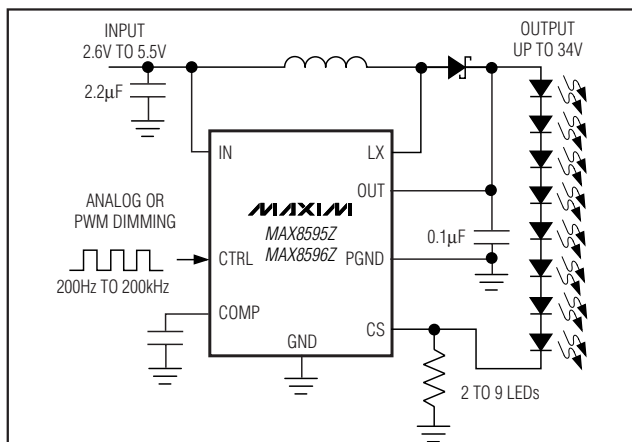 INPUT
2.6V TO 5.5V
OUTPUT
UP TO 34V
2.2µF
IN
LX
OUT
MAXIM
MAX8595Z
MAX8596Z
ANALOG OR
PWM DIMMING
0.1µF
CTRL
PGND
200Hz TO 200kHz
COMP
CS
GND
2 TO 9 LEDs